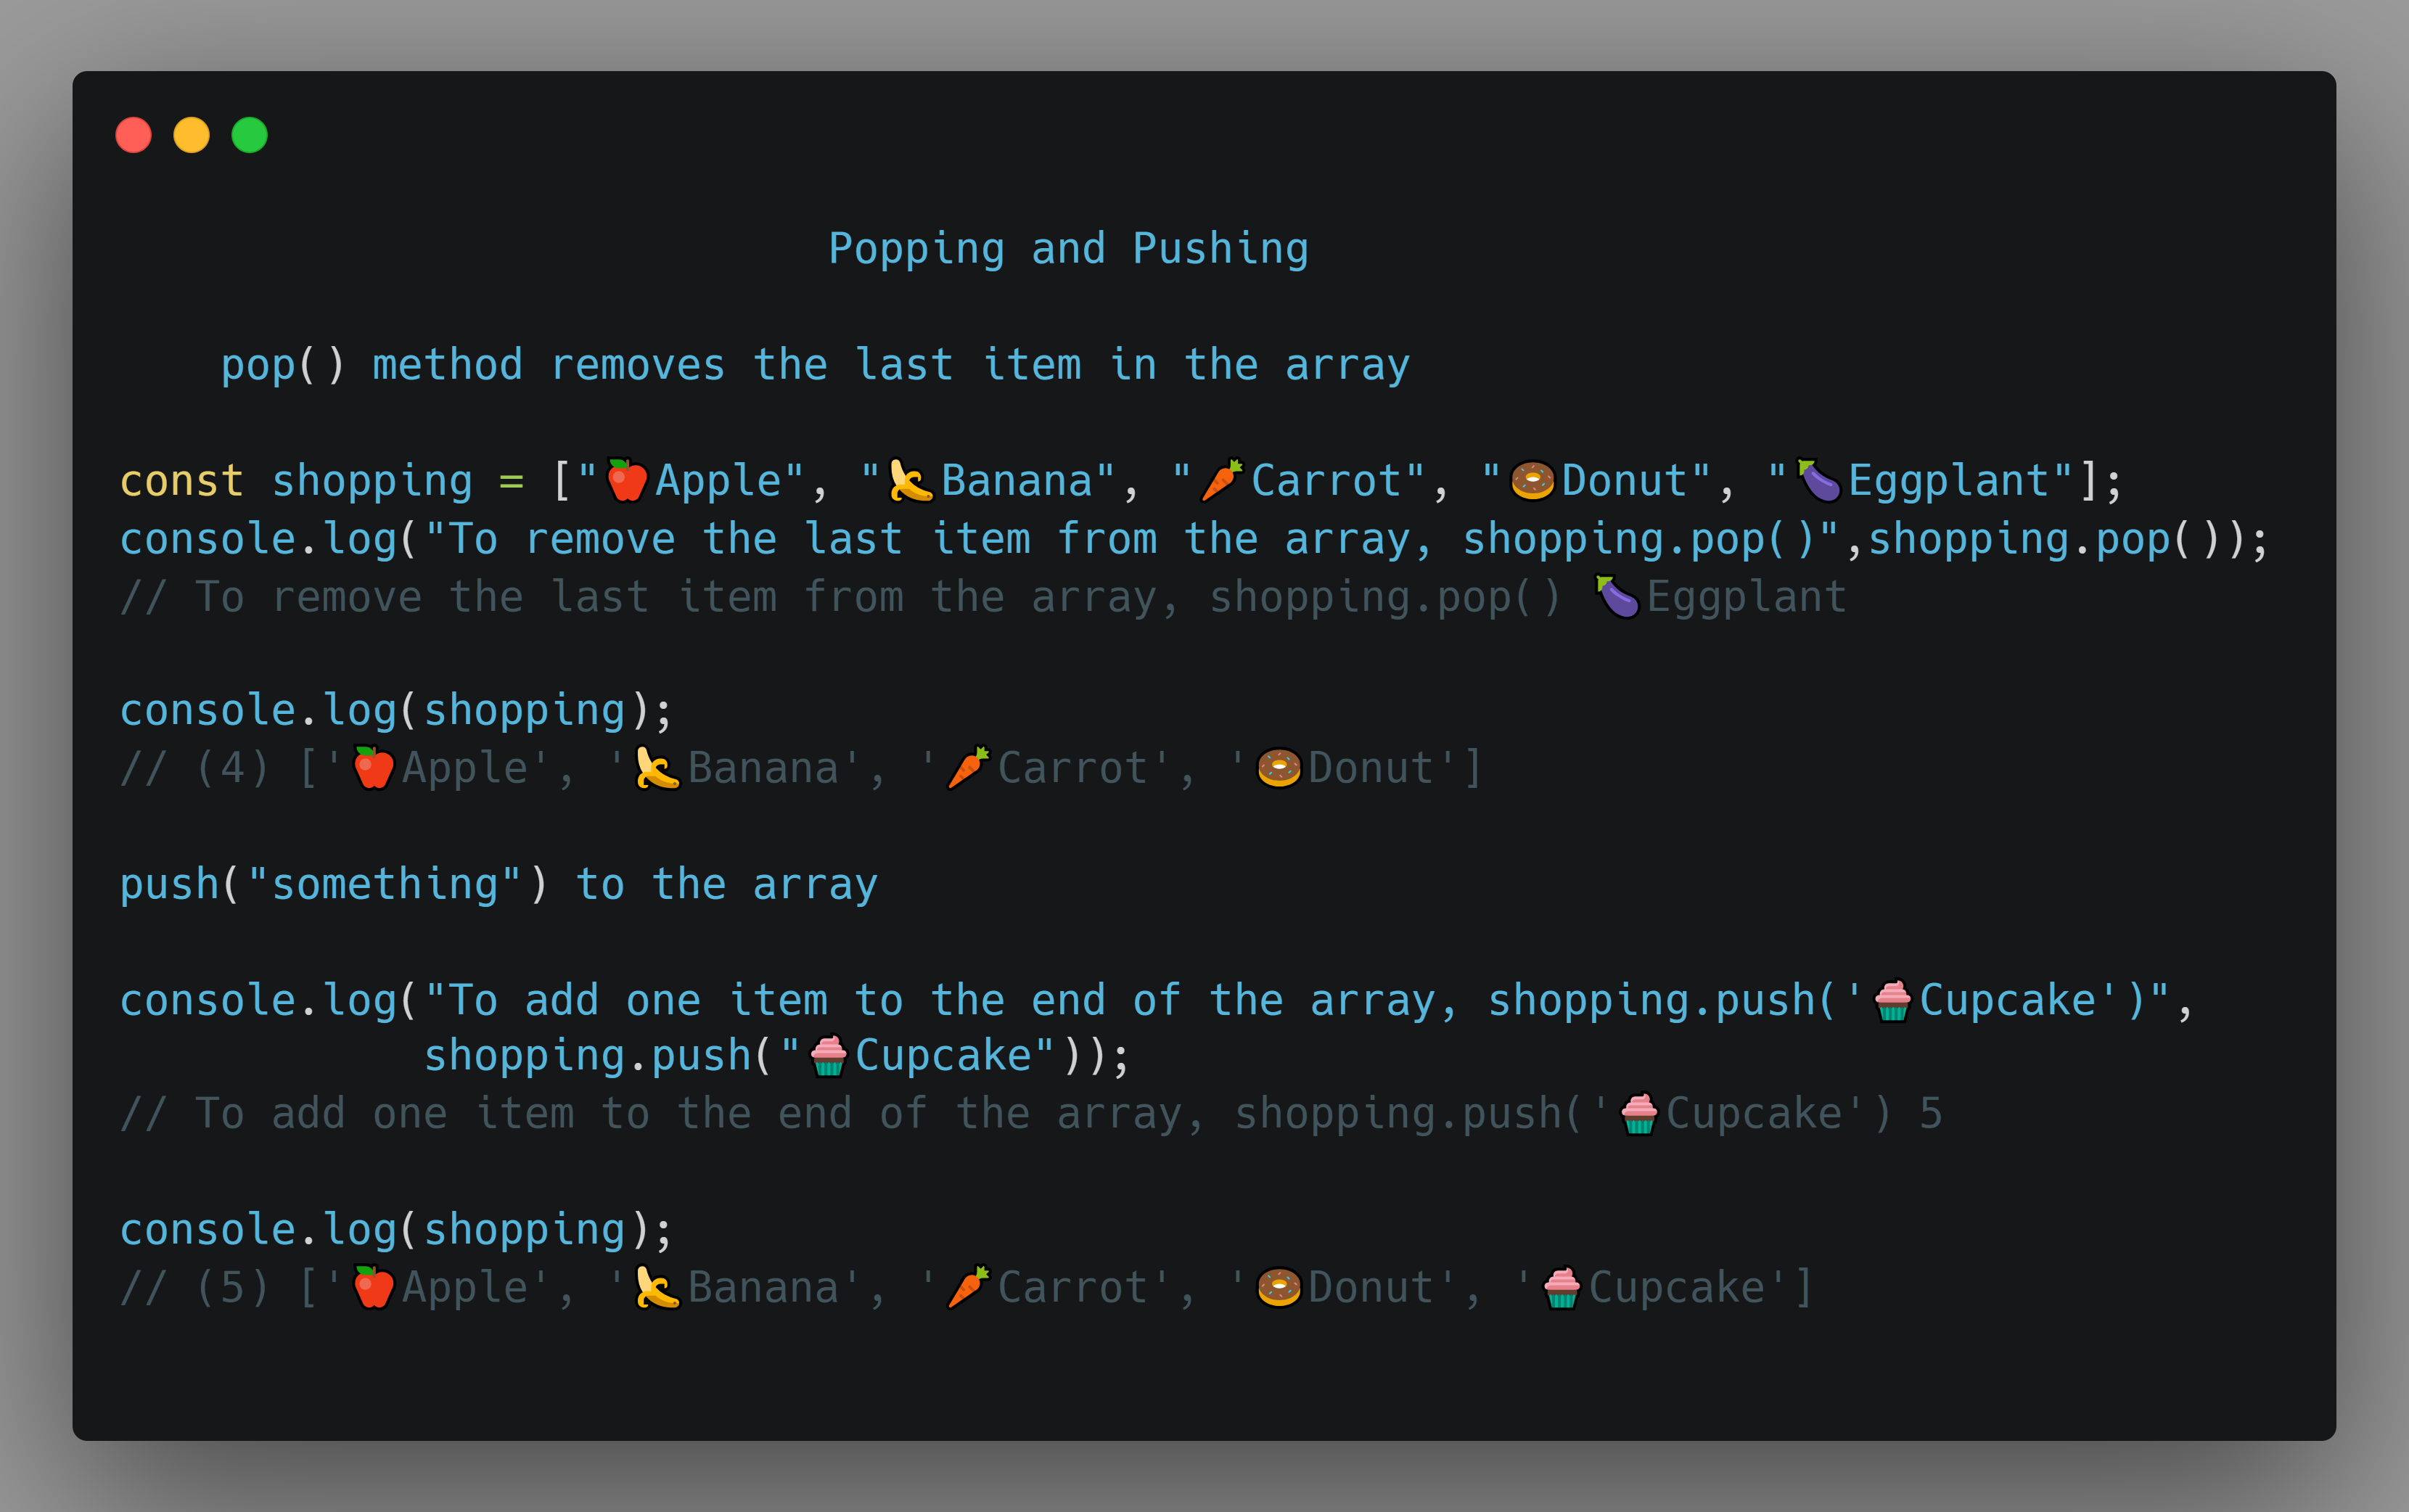 Popping and Pushing
pop() method removes the last item in the array
const shopping = ["🍎Apple", "🍌Banana", "🥕Carrot", "🍩Donut", "🍆Eggplant"];
console.log("To remove the last item from the array, shopping.pop()",shopping.pop());
// To remove the last item from the array, shopping.pop() 🍆Eggplant
console.log(shopping);
// (4) ['🍎Apple', '🍌Banana', '🥕Carrot', '🍩Donut']
push("something") to the array
console.log("To add one item to the end of the array, shopping.push('🧁Cupcake')",
shopping.push("🧁Cupcake"));
// To add one item to the end of the array, shopping.push('🧁Cupcake') 5
console.log(shopping);
// (5) ['🍎Apple', '🍌Banana', '🥕Carrot', '🍩Donut', '🧁Cupcake']